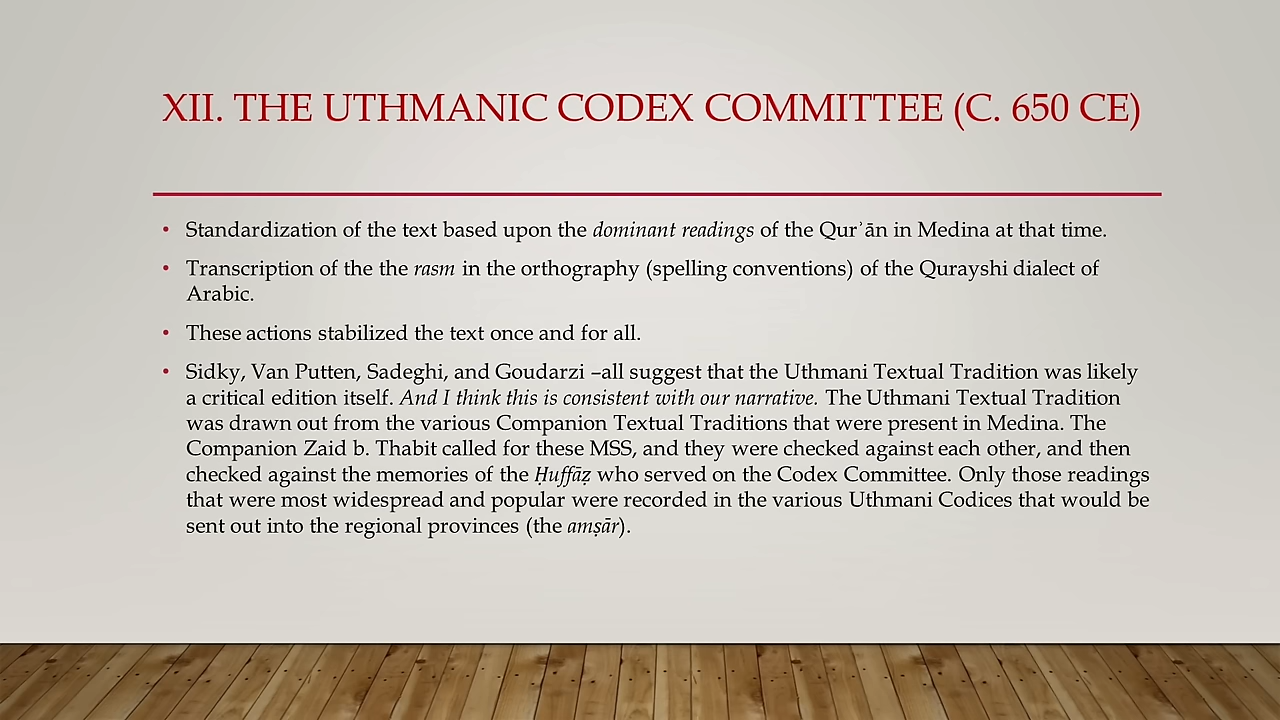 XII. THE UTHMANIC CODEX COMMITTEE (C. 650 CE)
• Standardization of the text based upon the dominant readings of the Qurʾān in Medina at that time.
• Transcription of the the rasm in the orthography (spelling conventions) of the Qurayshi dialect of
Arabic.
• These actions stabilized the text once and for all.
• Sidky, Van Putten, Sadeghi, and Goudarzi –all suggest that the Uthmani Textual Tradition was likely
a critical edition itself. And I think this is consistent with our narrative. The Uthmani Textual Tradition
was drawn out from the various Companion Textual Traditions that were present in Medina. The
Companion Zaid b. Thabit called for these MSS, and they were checked against each other, and then
checked against the memories of the Ḥuffāẓ who served on the Codex Committee. Only those readings
that were most widespread and popular were recorded in the various Uthmani Codices that would be
sent out into the regional provinces (the amṣār).